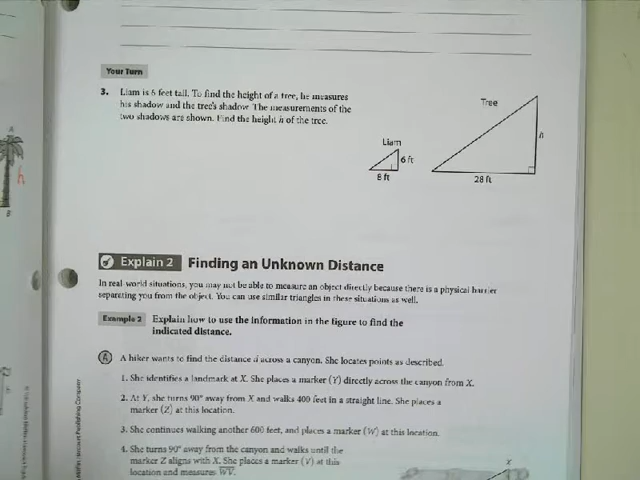 Your Turn
3. Liam is 6 feet tall. To find the height of a tree, he measures
his shadow and the tree's shadow. The measurements of the
two shadows are shown. Find the height h of the tree.
Tree
h
28 ft
Liam
6 ft
8 ft
A
h
B
Explain 2 Finding an Unknown Distance
In real world situations, you may not be able to measure an object directly because there is a physical barrier
separating you from the object. You can use similar triangles in these situations as well.
Example 2 Explain how to use the information in the figure to find the
indicated distance.
A A hiker wants to find the distance d across a canyon. She locates points as described.
1. She identifies a landmark at X. She places a marker (Y) directly across the canyon from X.
2. At Y, she turns 90° away from X and walks 400 feet in a straight line. She places a
marker (Z) at this location.
3. She continues walking another 600 feet, and places a marker (W) at this location.
4. She turns 90° away from the canyon and walks until the
marker Z aligns with X. She places a marker (V) at this
location and measures WV.
X
Harcourt Publishing Company